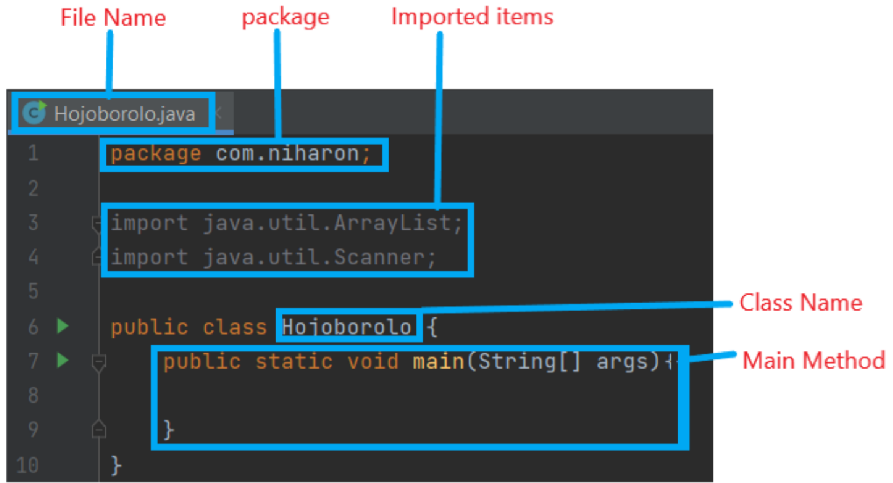 File Name package Imported items
Hojoborolo.java
1 package com.niharon;
2
3 import java.util.ArrayList;
4 import java.util.Scanner;
5
Class Name
6 public class Hojoborolo {
7 public static void main(String[] args){
Main Method
8
9 }
10 }